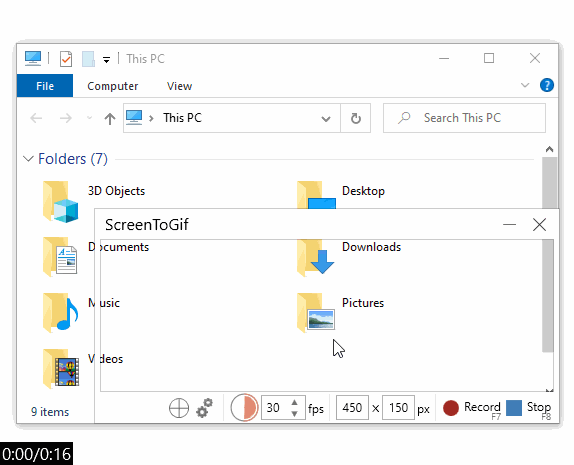 This PC
File Computer View
This PC Search This PC
Folders (7)
3D Objects Desktop
ScreenToGif
Documents Downloads
Music Pictures
Videos
30 fps 450 x 150 px Record F7 Stop F8
9 items
0:00/0:16